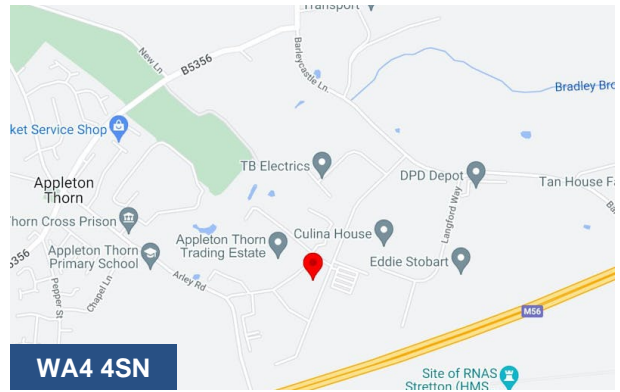 Transport
New Ln
B5356
Barleycastle Ln.
Bradley Bro
ket Service Shop
TB Electrics
DPD Depot
Tan House Fa
Appleton
Thorn
Thorn Cross Prison
Langford Way
Ba
Appleton Thorn
Trading Estate
Culina House
Appleton Thorn
Primary School
Eddie Stobart
5356
Arley Rd
Pepper St
Chapel Ln
M56
WA4 4SN
Site of RNAS
Stretton (HMS